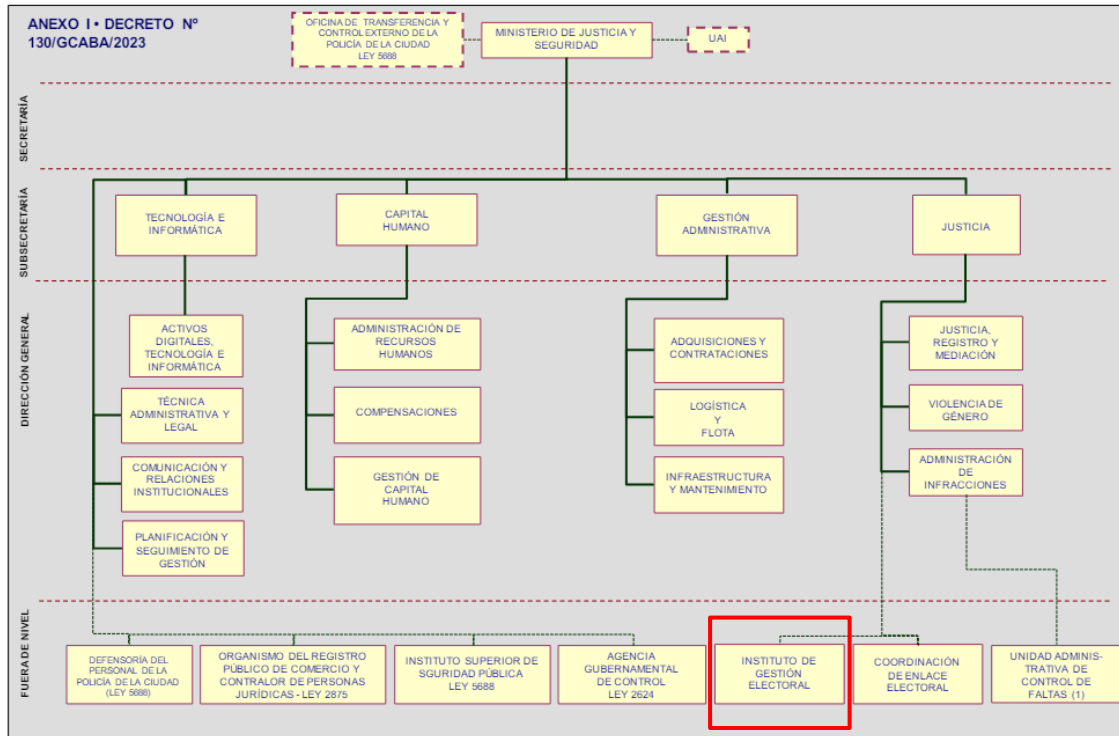 ANEXO I • DECRETO Nº
130/GCABA/2023
OFICINA DE TRANSFERENCIA Y
CONTROL EXTERNO DE LA
POLICÍA DE LA CIUDAD
LEY 5688
MINISTERIO DE JUSTICIA Y
SEGURIDAD
UAI
SECRETARÍA
SUBSECRETARÍA
TECNOLOGÍA E
INFORMÁTICA
CAPITAL
HUMANO
GESTIÓN
ADMINISTRATIVA
JUSTICIA
DIRECCIÓN GENERAL
ACTIVOS
DIGITALES,
TECNOLOGÍA E
INFORMÁTICA
TÉCNICA
ADMINISTRATIVA Y
LEGAL
COMUNICACIÓN Y
RELACIONES
INSTITUCIONALES
PLANIFICACIÓN Y
SEGUIMIENTO DE
GESTIÓN
ADMINISTRACIÓN DE
RECURSOS
HUMANOS
COMPENSACIONES
GESTIÓN DE
CAPITAL
HUMANO
ADQUISICIONES Y
CONTRATACIONES
LOGÍSTICA
Y
FLOTA
INFRAESTRUCTURA
Y MANTENIMIENTO
JUSTICIA,
REGISTRO Y
MEDIACIÓN
VIOLENCIA DE
GÉNERO
ADMINISTRACIÓN
DE
INFRACCIONES
FUERA DE NIVEL
DEFENSORÍA DEL
PERSONAL DE LA
POLICÍA DE LA CIUDAD
(LEY 5688)
ORGANISMO DEL REGISTRO
PÚBLICO DE COMERCIO Y
CONTRALOR DE PERSONAS
JURÍDICAS - LEY 2875
INSTITUTO SUPERIOR DE
SGURIDAD PÚBLICA
LEY 5688
AGENCIA
GUBERNAMENTAL
DE CONTROL
LEY 2624
INSTITUTO DE
GESTIÓN
ELECTORAL
COORDINACIÓN
DE ENLACE
ELECTORAL
UNIDAD ADMINIS-
TRATIVA DE
CONTROL DE
FALTAS (1)